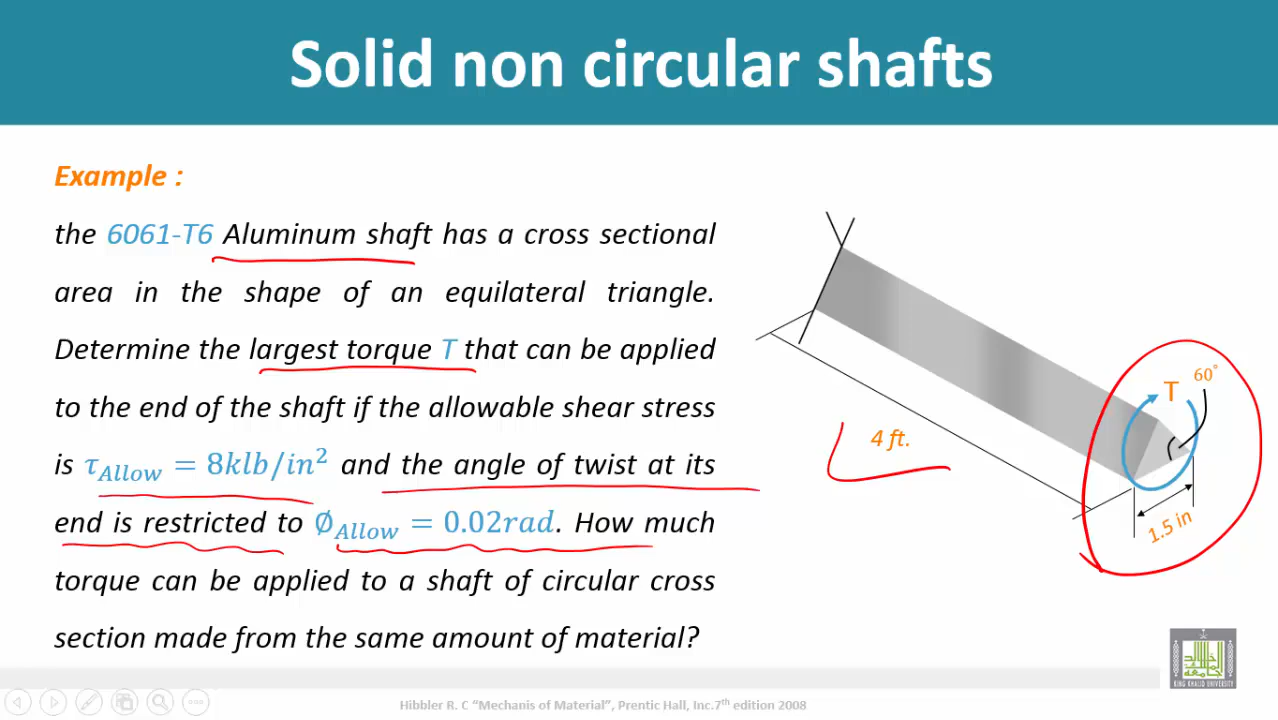 Solid non circular shafts
Example :
the 6061-T6 Aluminum shaft has a cross sectional
area in the shape of an equilateral triangle.
Determine the largest torque T that can be applied
to the end of the shaft if the allowable shear stress
is τ_Allow = 8klb/in² and the angle of twist at its
end is restricted to ∅_Allow = 0.02rad. How much
torque can be applied to a shaft of circular cross
section made from the same amount of material?
60°
T
4 ft.
1.5 in
KING KHALID UNIVERSITY
Hibbler R. C “Mechanis of Material”, Prentic Hall, Inc.7th edition 2008